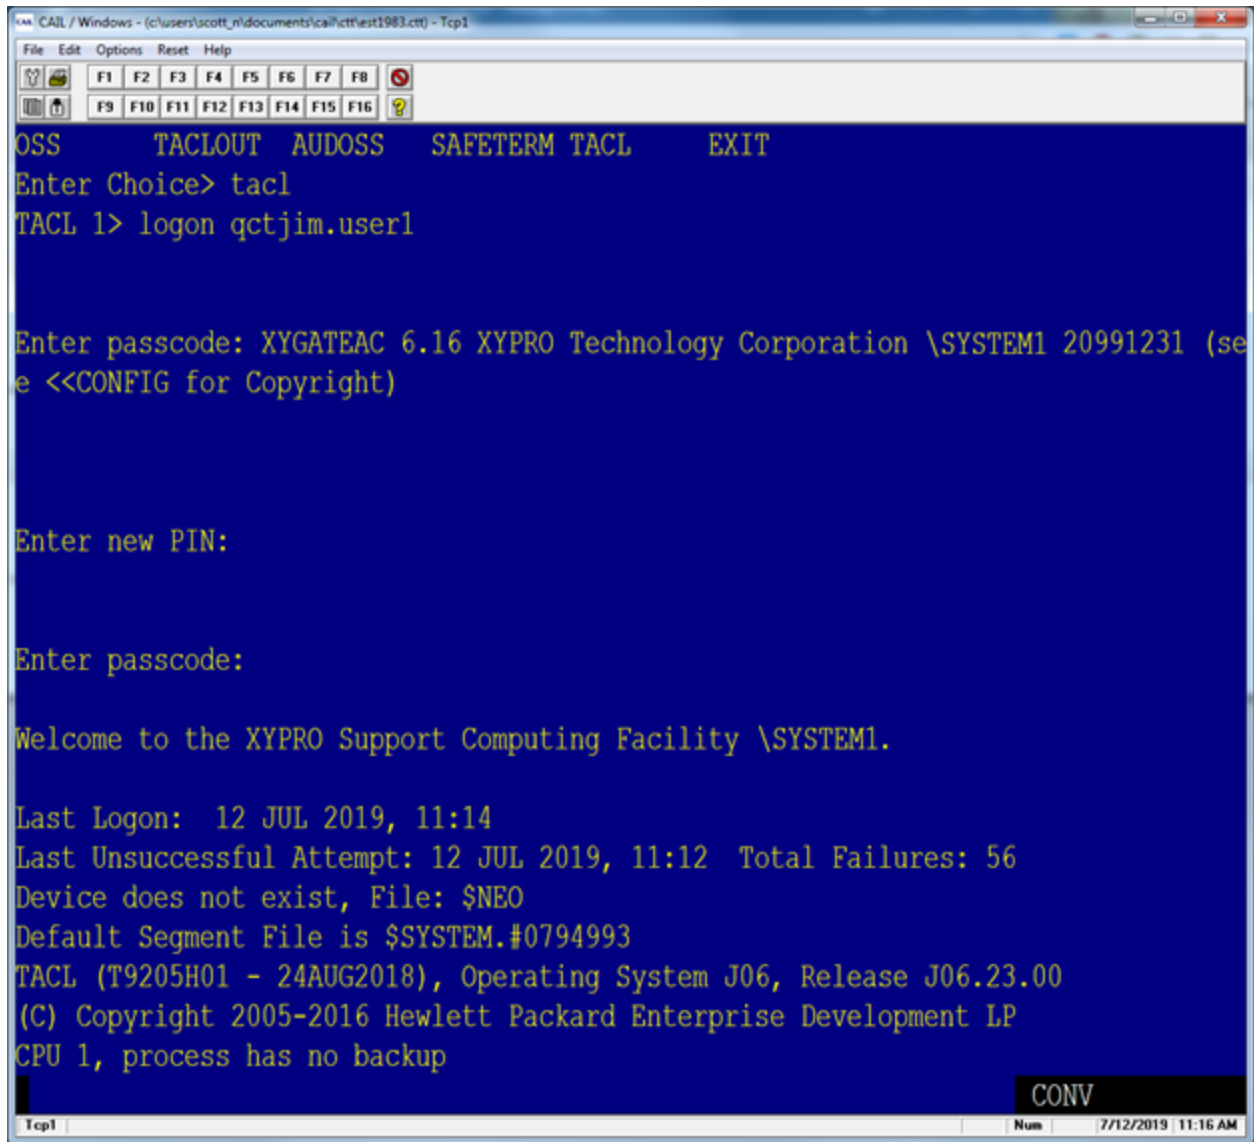 CAIL CAIL / Windows - (c:\users\scott_n\documents\cail\ctt\est1983.ctt) - Tcp1
File Edit Options Reset Help
F1 F2 F3 F4 F5 F6 F7 F8
F9 F10 F11 F12 F13 F14 F15 F16 ?
OSS TACLOUT AUDOSS SAFETERM TACL EXIT
Enter Choice> tacl
TACL 1> logon qctjim.user1
Enter passcode: XYGATEAC 6.16 XYPRO Technology Corporation \SYSTEM1 20991231 (se
e <<CONFIG for Copyright)
Enter new PIN:
Enter passcode:
Welcome to the XYPRO Support Computing Facility \SYSTEM1.
Last Logon: 12 JUL 2019, 11:14
Last Unsuccessful Attempt: 12 JUL 2019, 11:12 Total Failures: 56
Device does not exist, File: $NEO
Default Segment File is $SYSTEM.#0794993
TACL (T9205H01 - 24AUG2018), Operating System J06, Release J06.23.00
(C) Copyright 2005-2016 Hewlett Packard Enterprise Development LP
CPU 1, process has no backup
CONV
Tcp1 Num 7/12/2019 11:16 AM